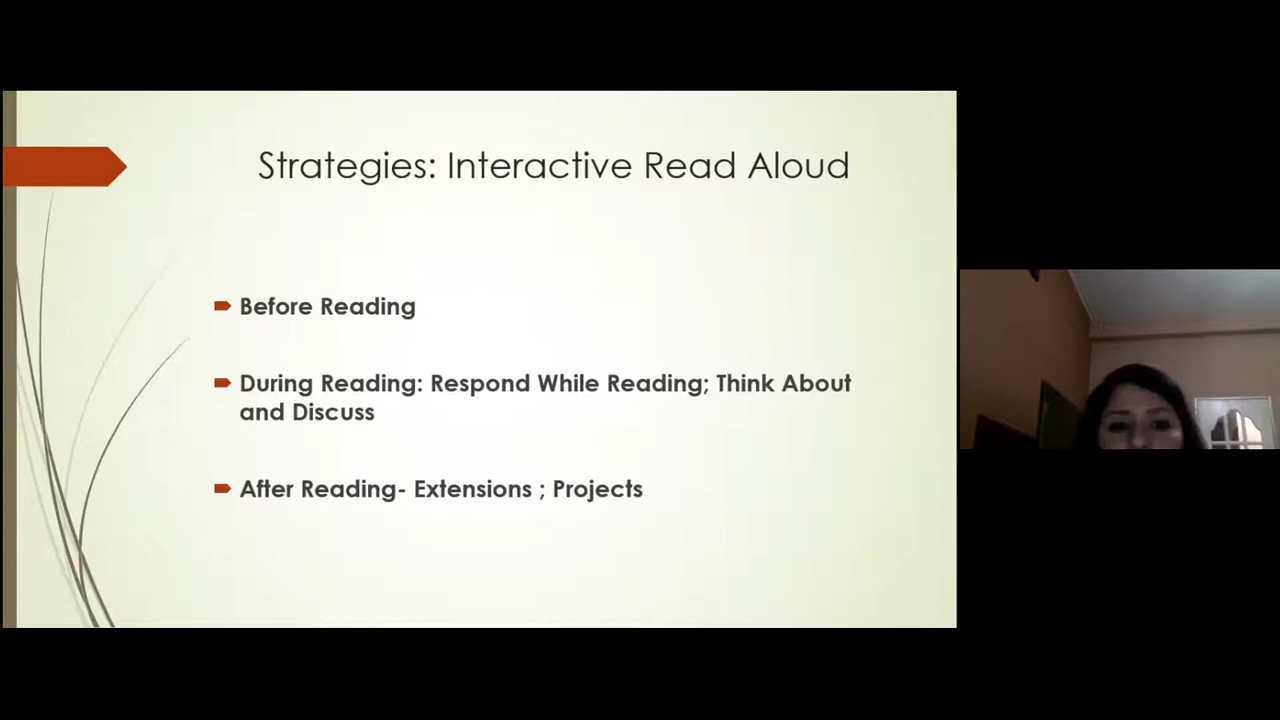 Strategies: Interactive Read Aloud
Before Reading
During Reading: Respond While Reading; Think About
and Discuss
After Reading- Extensions ; Projects